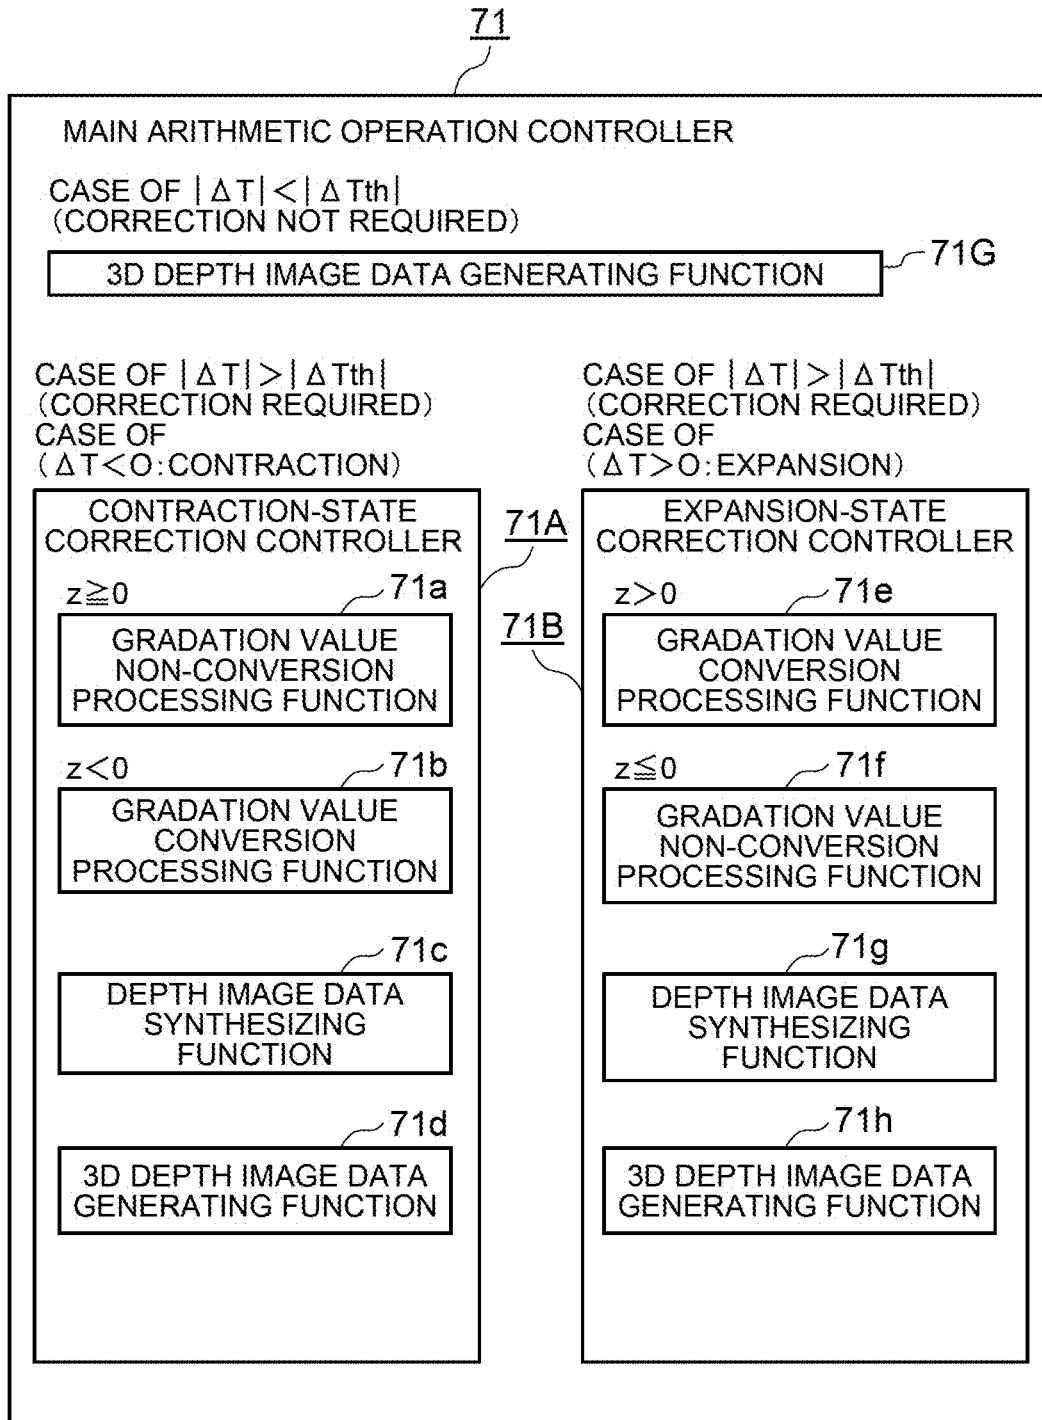 71
MAIN ARITHMETIC OPERATION CONTROLLER
CASE OF |ΔT|<|ΔTth|
(CORRECTION NOT REQUIRED)
71G
3D DEPTH IMAGE DATA GENERATING FUNCTION
CASE OF |ΔT|>|ΔTth|
(CORRECTION REQUIRED)
CASE OF
(ΔT<O:CONTRACTION)
CONTRACTION-STATE
CORRECTION CONTROLLER
71A
z≧0
71a
GRADATION VALUE
NON-CONVERSION
PROCESSING FUNCTION
z<0
71b
GRADATION VALUE
CONVERSION
PROCESSING FUNCTION
71c
DEPTH IMAGE DATA
SYNTHESIZING
FUNCTION
71d
3D DEPTH IMAGE DATA
GENERATING FUNCTION
CASE OF |ΔT|>|ΔTth|
(CORRECTION REQUIRED)
CASE OF
(ΔT>O:EXPANSION)
71B
EXPANSION-STATE
CORRECTION CONTROLLER
z>0
71e
GRADATION VALUE
CONVERSION
PROCESSING FUNCTION
z≦0
71f
GRADATION VALUE
NON-CONVERSION
PROCESSING FUNCTION
71g
DEPTH IMAGE DATA
SYNTHESIZING
FUNCTION
71h
3D DEPTH IMAGE DATA
GENERATING FUNCTION